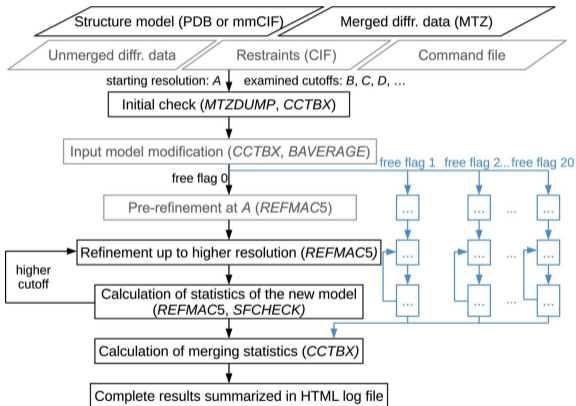 Structure model (PDB or mmCIF)
Merged diffr. data (MTZ)
Unmerged diffr. data
Restraints (CIF)
Command file
starting resolution: A
examined cutoffs: B, C, D, ...
Initial check (MTZDUMP, CCTBX)
Input model modification (CCTBX, BAVERAGE)
free flag 0
free flag 1
free flag 2...
free flag 20
Pre-refinement at A (REFMAC5)
...
...
...
...
Refinement up to higher resolution (REFMAC5)
...
...
...
...
higher
cutoff
Calculation of statistics of the new model
(REFMAC5, SFCHECK)
...
...
...
...
Calculation of merging statistics (CCTBX)
Complete results summarized in HTML log file